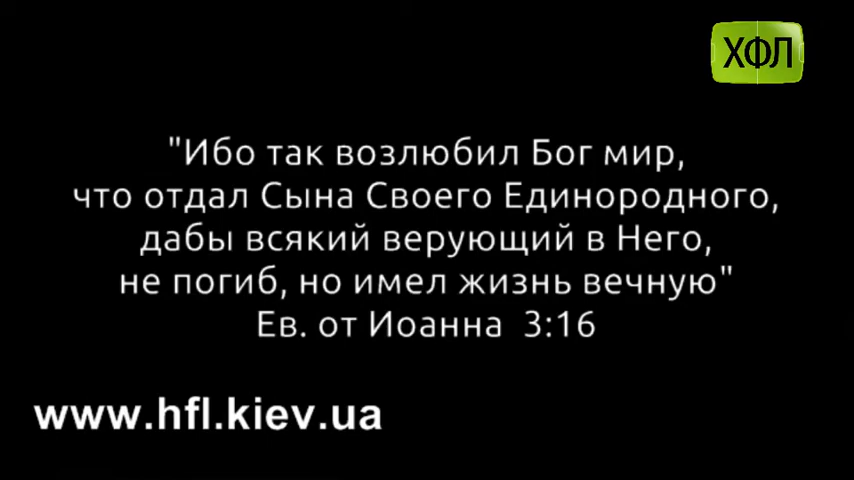 ХФЛ
"Ибо так возлюбил Бог мир,
что отдал Сына Своего Единородного,
дабы всякий верующий в Него,
не погиб, но имел жизнь вечную"
Ев. от Иоанна 3:16
www.hfl.kiev.ua